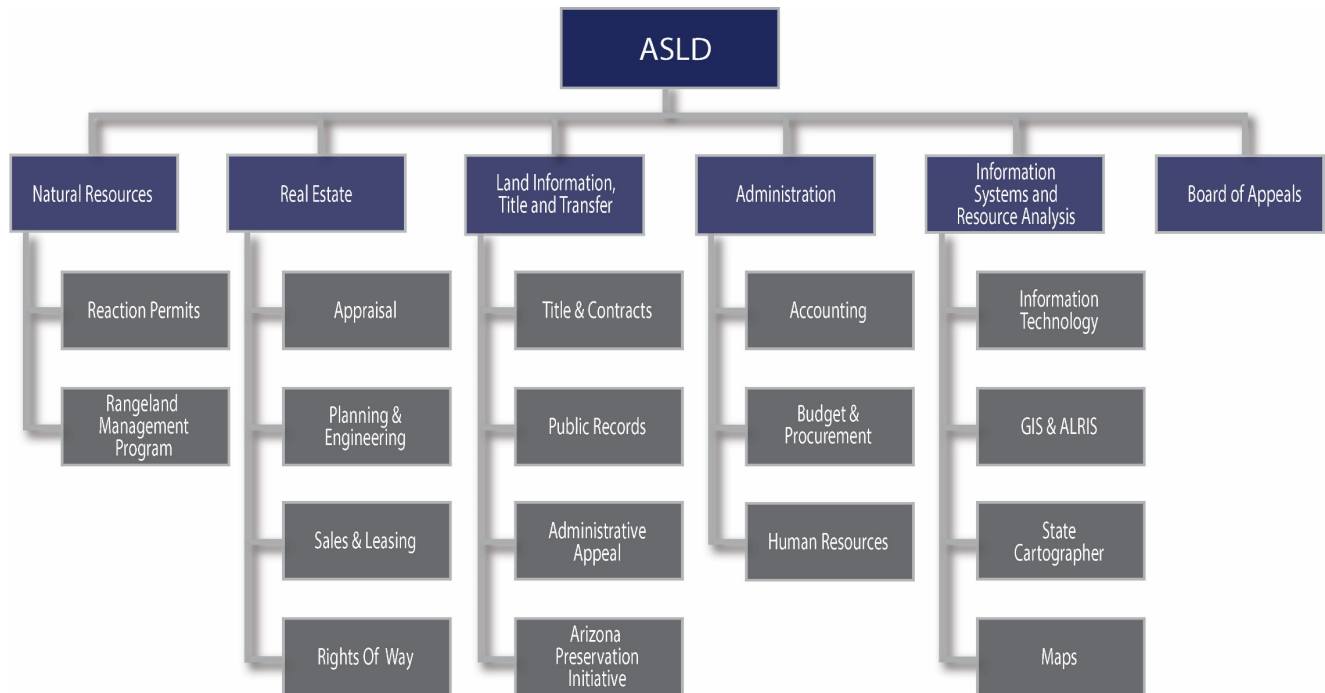 ASLD
Natural Resources
Real Estate
Land Information,
Title and Transfer
Administration
Information
Systems and
Resource Analysis
Board of Appeals
Reaction Permits
Rangeland
Management
Program
Appraisal
Planning &
Engineering
Sales & Leasing
Rights Of Way
Title & Contracts
Public Records
Administrative
Appeal
Arizona
Preservation
Initiative
Accounting
Budget &
Procurement
Human Resources
Information
Technology
GIS & ALRIS
State
Cartographer
Maps